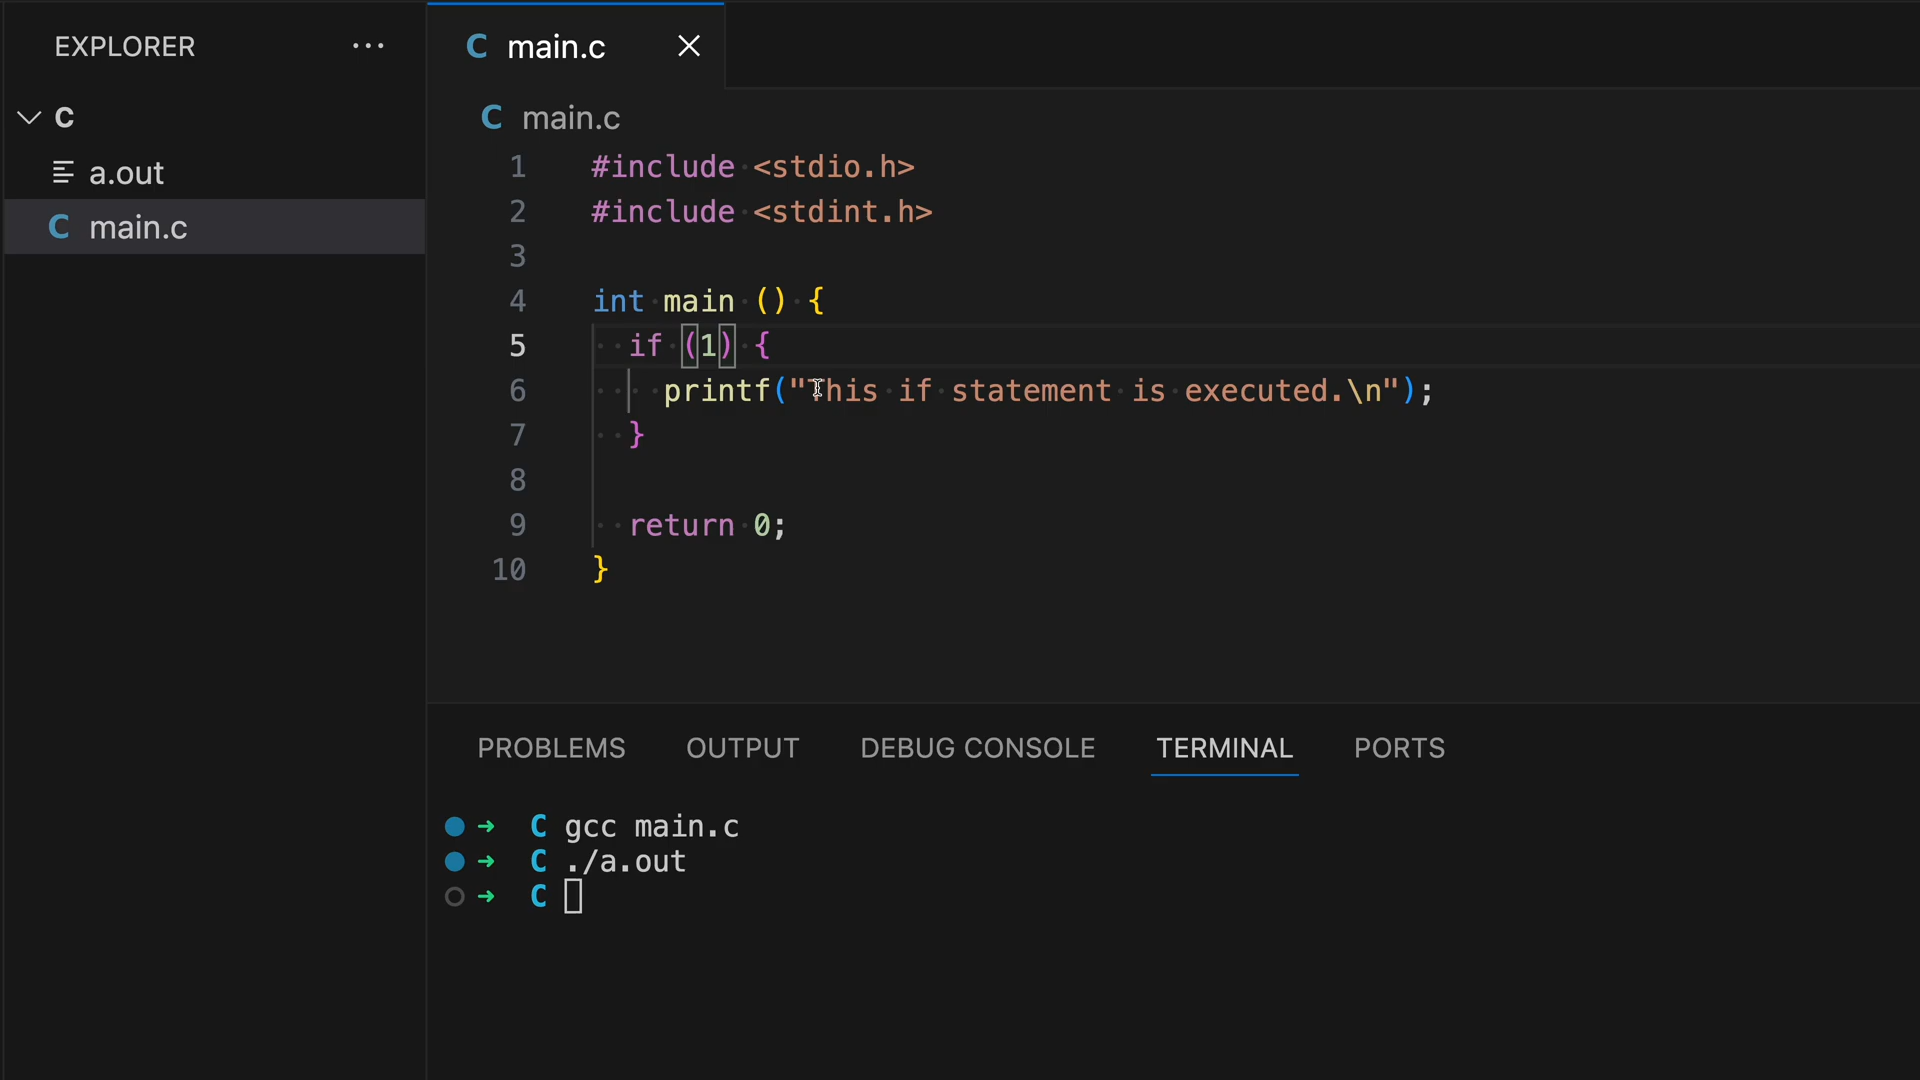 EXPLORER ...
C
a.out
C main.c
C main.c
C main.c
1 #include <stdio.h>
2 #include <stdint.h>
3
4 int main () {
5 if (1) {
6 printf("This if statement is executed.\n");
7 }
8
9 return 0;
10 }
PROBLEMS OUTPUT DEBUG CONSOLE TERMINAL PORTS
➜ C gcc main.c
➜ C ./a.out
➜ C